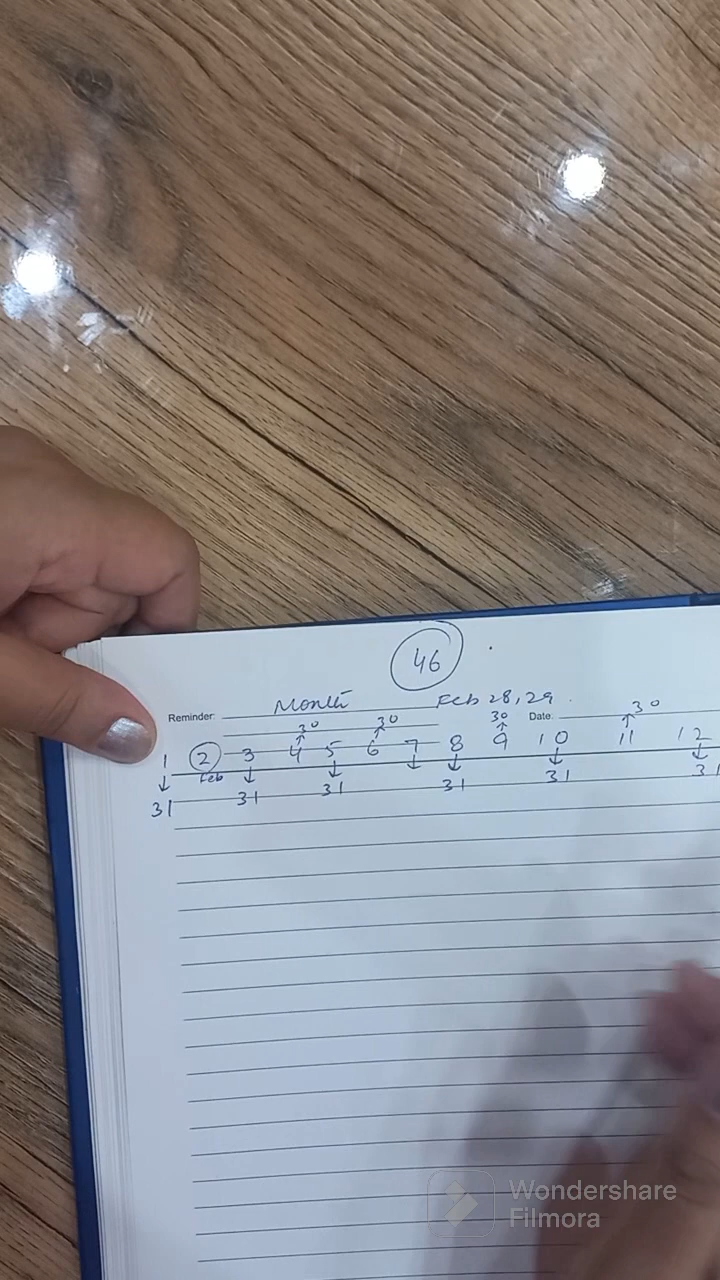 46
Month Feb 28, 29
Reminder: Date:
30 30 30 30
1 2 3 4 5 6 7 8 9 10 11 12
Feb
31 31 31 31 31 31
Wondershare
Filmora